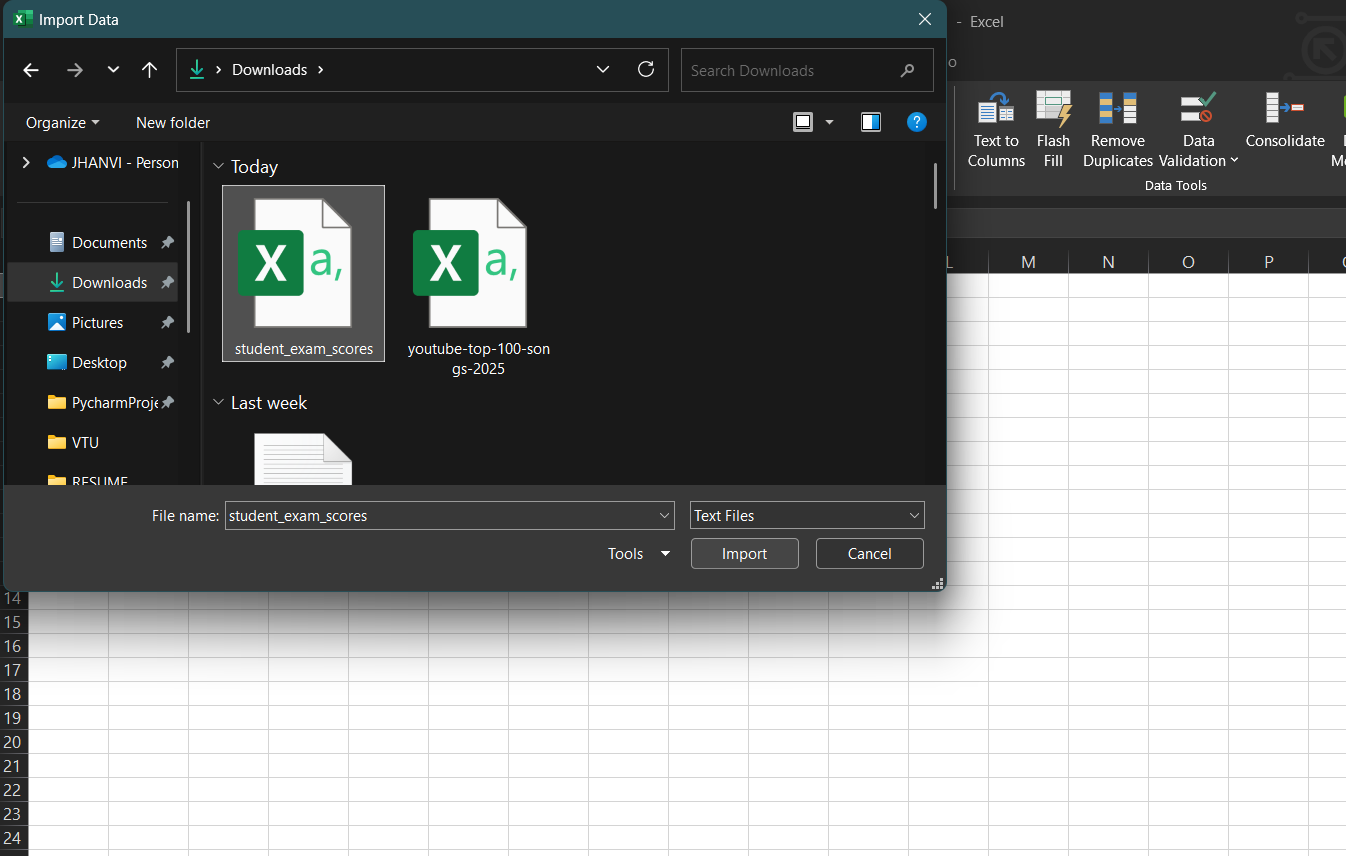 Import Data
- Excel
Downloads
Search Downloads
Organize
New folder
?
o
Text to
Columns
Flash
Fill
Remove
Duplicates
Data
Validation
Consolidate
Data Tools
JHANVI - Person
Documents
Downloads
Pictures
Desktop
PycharmProje
VTU
RESUME
Today
X a,
student_exam_scores
X a,
youtube-top-100-son
gs-2025
Last week
File name: student_exam_scores
Text Files
Tools
Import
Cancel
L M N O P
14
15
16
17
18
19
20
21
22
23
24